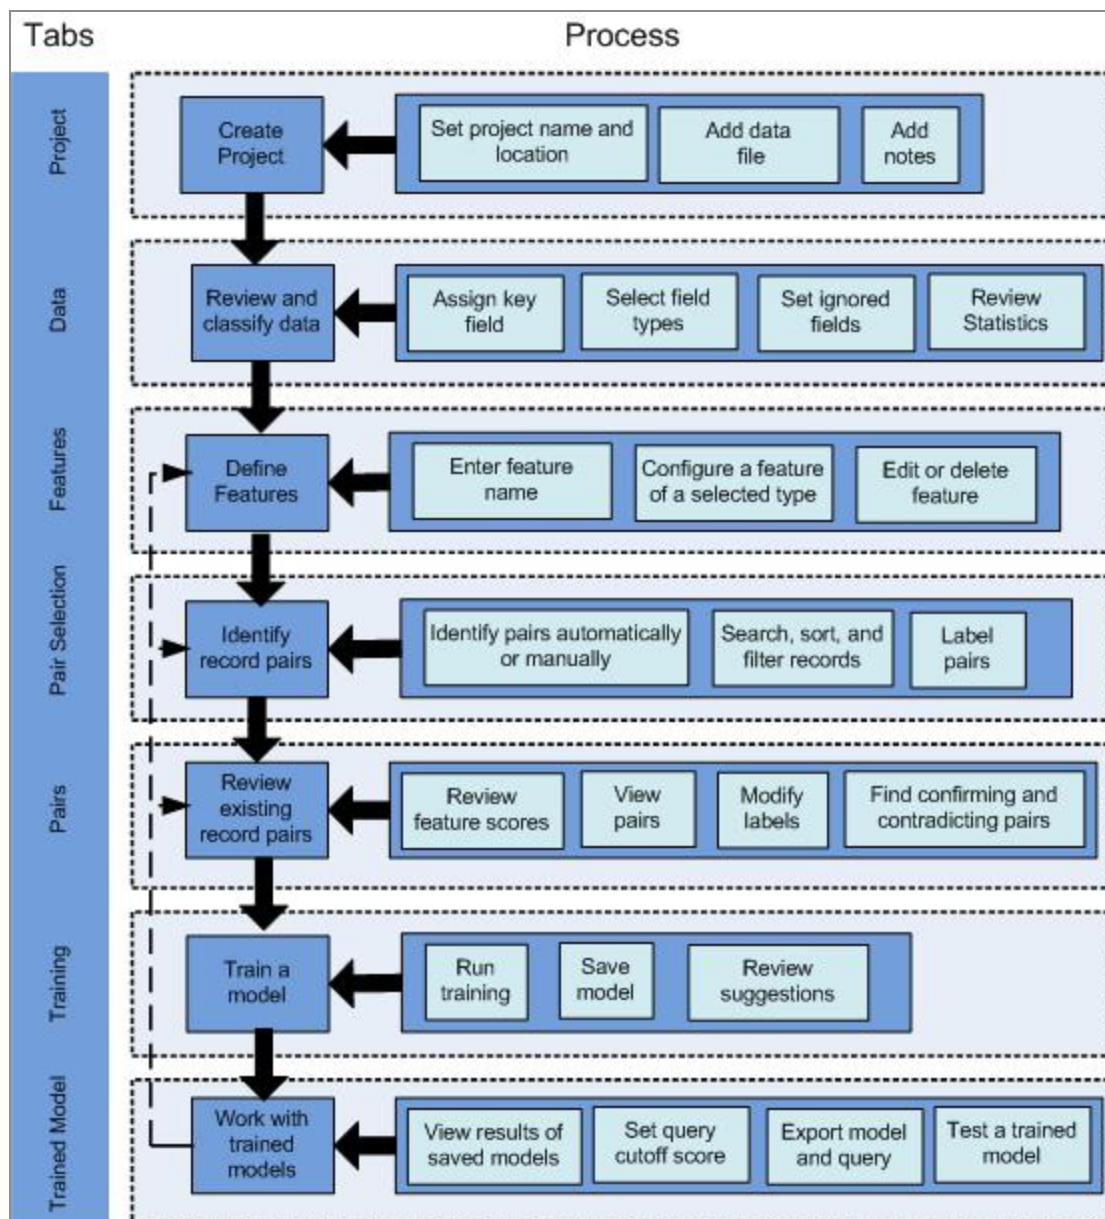 Tabs
Process
Project
Create
Project
Set project name and
location
Add data
file
Add
notes
Data
Review and
classify data
Assign key
field
Select field
types
Set ignored
fields
Review
Statistics
Features
Define
Features
Enter feature
name
Configure a feature
of a selected type
Edit or delete
feature
Pair Selection
Identify
record pairs
Identify pairs automatically
or manually
Search, sort, and
filter records
Label
pairs
Pairs
Review
existing
record pairs
Review
feature scores
View
pairs
Modify
labels
Find confirming and
contradicting pairs
Training
Train a
model
Run
training
Save
model
Review
suggestions
Trained Model
Work with
trained
models
View results of
saved models
Set query
cutoff score
Export model
and query
Test a trained
model